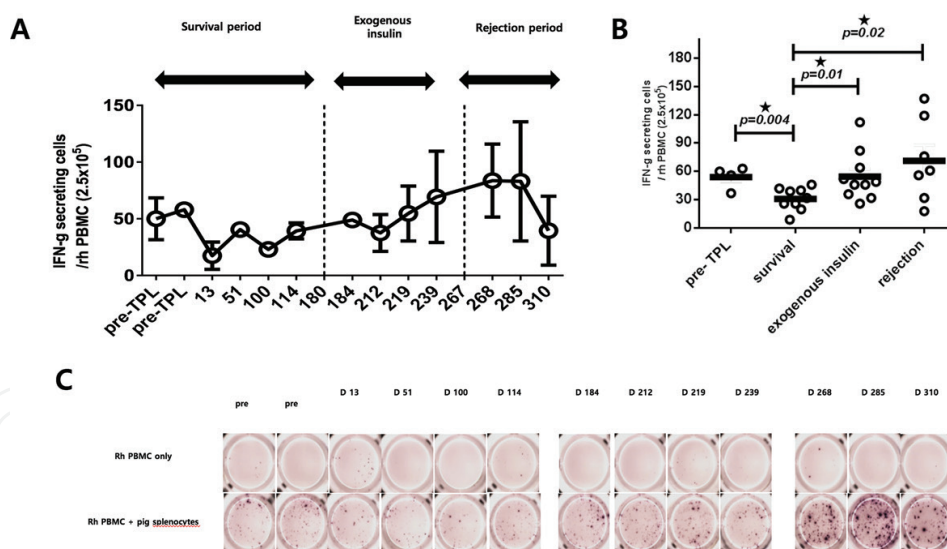 A
Survival period
Exogenous
insulin
Rejection period
IFN-g secreting cells
/rh PBMC (2.5x10⁵)
150
100
50
0
pre-TPL
pre-TPL
13
51
100
114
180
184
212
219
239
267
268
285
310
B
IFN-g secreting cells
/ rh PBMC (2.5x10⁵)
180
150
120
90
60
30
0
★
p=0.004
★
p=0.01
★
p=0.02
pre- TPL
survival
exogenous insulin
rejection
C
pre
pre
D 13
D 51
D 100
D 114
D 184
D 212
D 219
D 239
D 268
D 285
D 310
Rh PBMC only
Rh PBMC + pig splenocytes